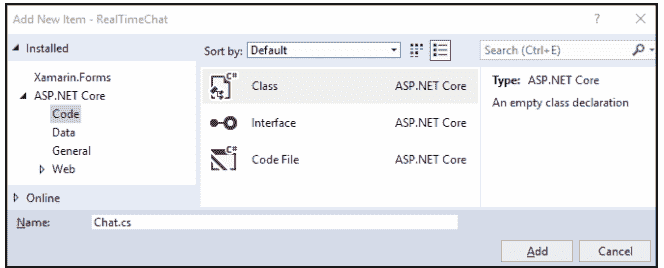 Add New Item - RealTimeChat
? ×
Installed
Sort by: Default
Search (Ctrl+E)
Xamarin.Forms
ASP.NET Core
Code
Data
General
Web
Online
C#
Class ASP.NET Core
Interface ASP.NET Core
C#
Code File ASP.NET Core
Type: ASP.NET Core
An empty class declaration
Name: Chat.cs
Add Cancel